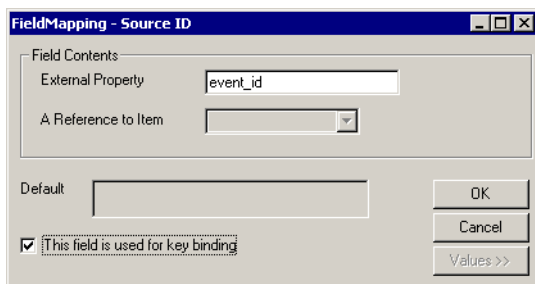 FieldMapping - Source ID
Field Contents
External Property event_id
A Reference to Item
Default
OK
Cancel
This field is used for key binding
Values >>